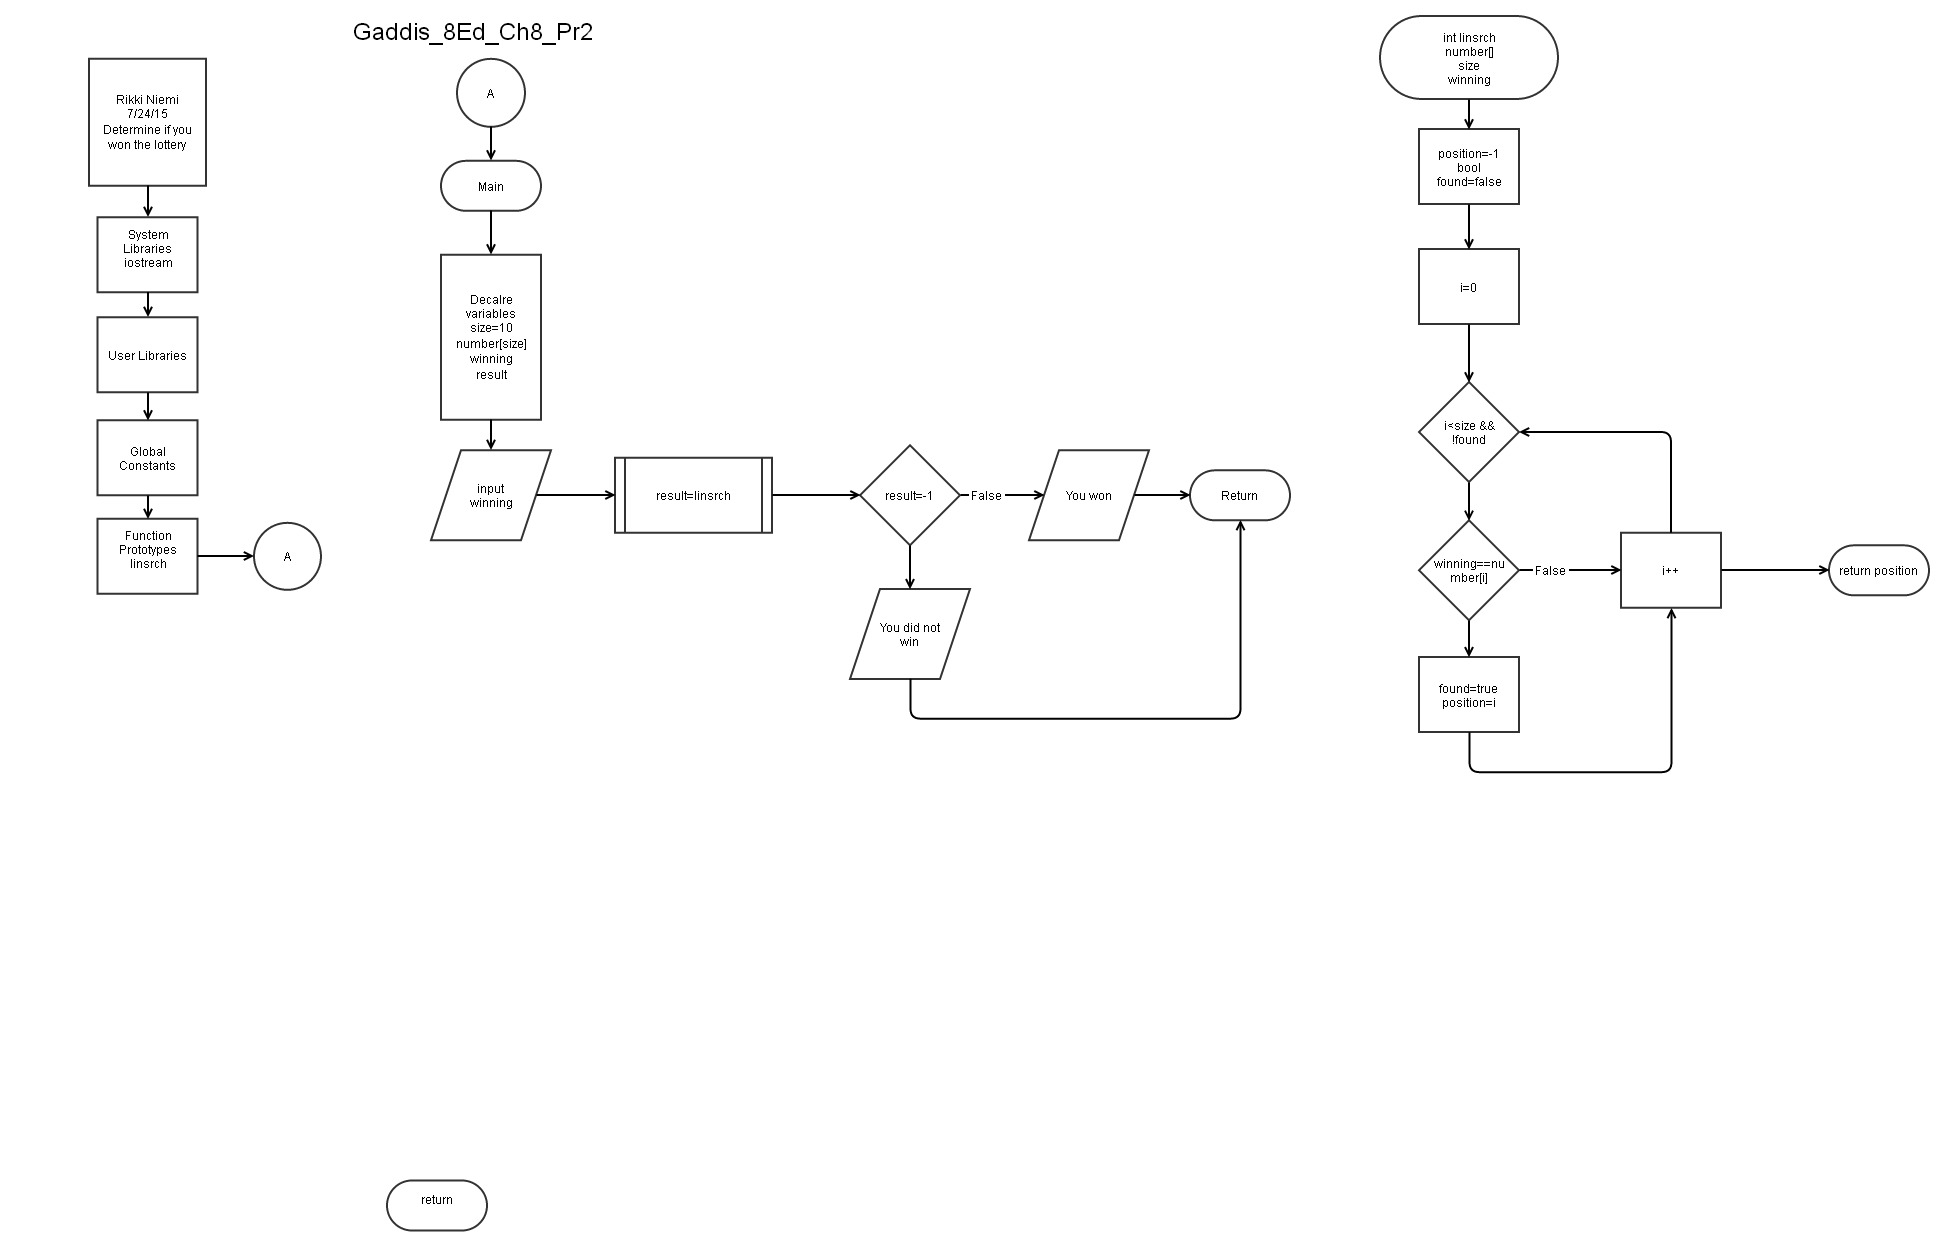 Gaddis_8Ed_Ch8_Pr2
Rikki Niemi
7/24/15
Determine if you
won the lottery
System
Libraries
iostream
User Libraries
Global
Constants
Function
Prototypes
linsrch
A
A
Main
Decalre
variables
size=10
number[size]
winning
result
input
winning
result=linsrch
result=-1
False
You won
Return
You did not
win
int linsrch
number[]
size
winning
position=-1
bool
found=false
i=0
i<size &&
!found
winning==nu
mber[i]
False
i++
return position
found=true
position=i
return